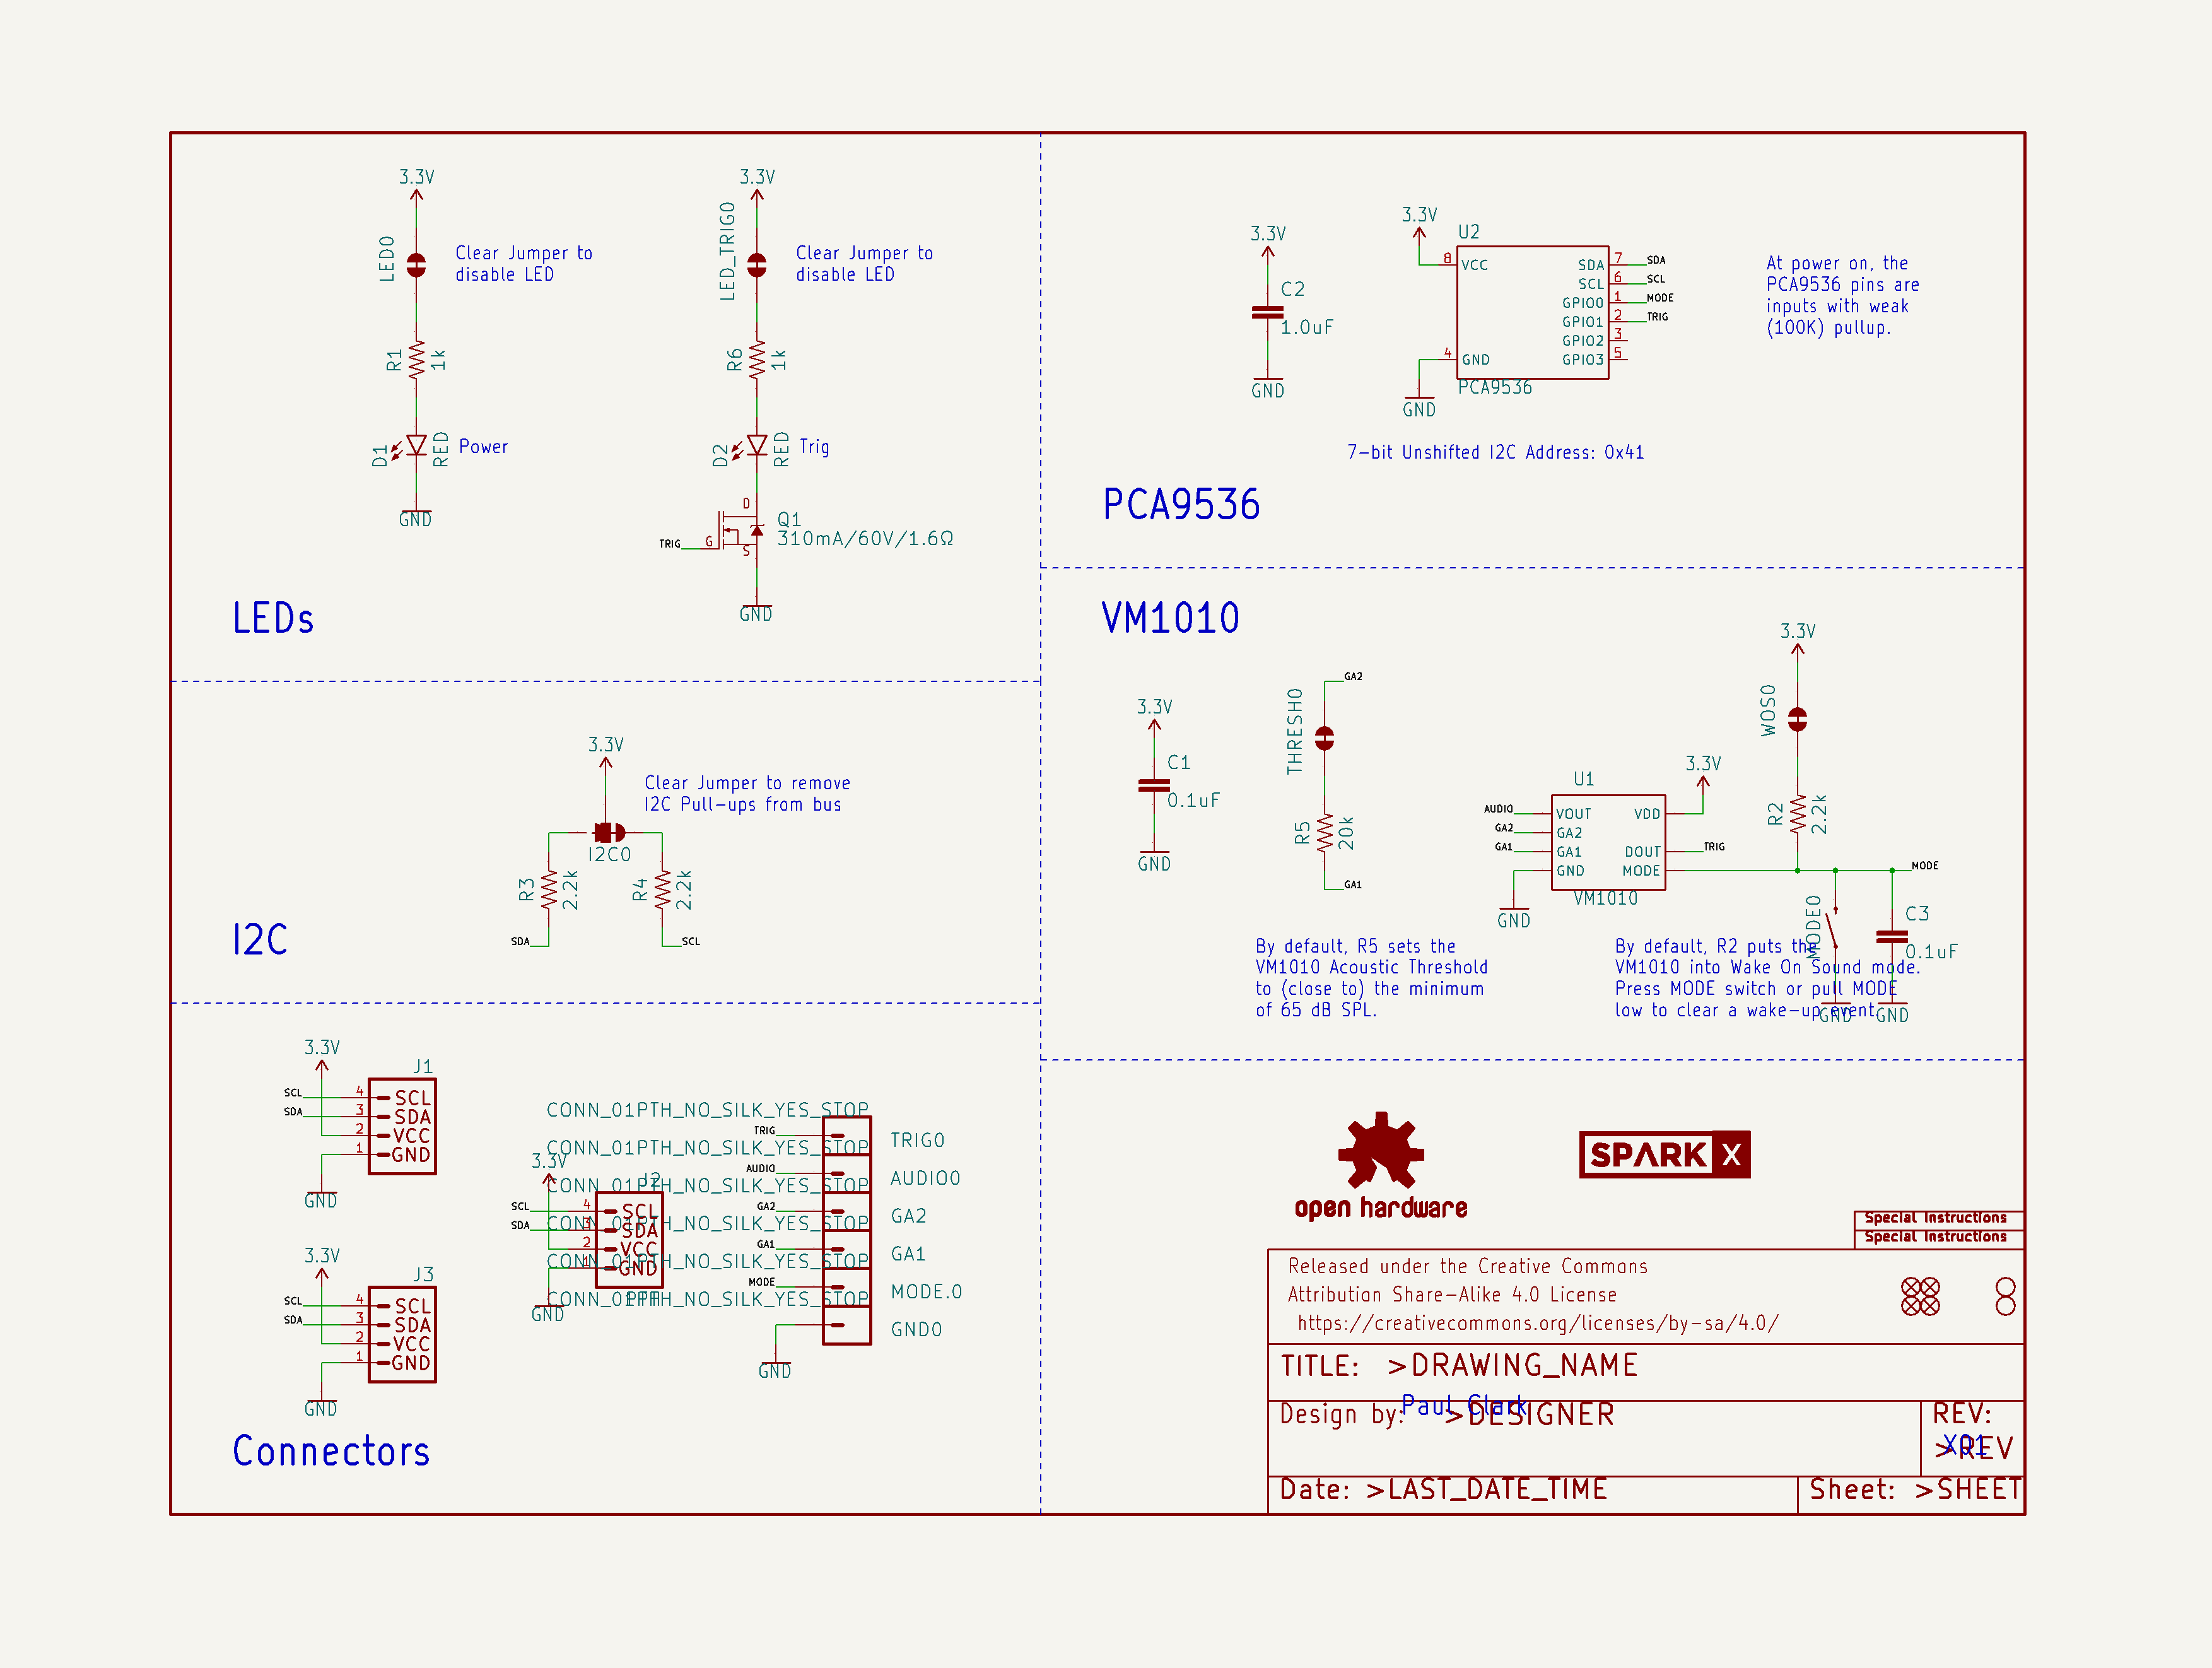 3.3V
LED0
Clear Jumper to
disable LED
R1
1k
D1
RED
Power
GND
3.3V
LED_TRIG0
Clear Jumper to
disable LED
R6
1k
D2
RED
Trig
D
G
S
Q1
310mA/60V/1.6Ω
TRIG
GND
LEDs
3.3V
C2
1.0uF
GND
3.3V
U2
8
VCC
4
GND
SDA
7
SDA
SCL
6
SCL
GPIO0
1
MODE
GPIO1
2
TRIG
GPIO2
3
GPIO3
5
PCA9536
GND
At power on, the
PCA9536 pins are
inputs with weak
(100K) pullup.
7-bit Unshifted I2C Address: 0x41
PCA9536
3.3V
Clear Jumper to remove
I2C Pull-ups from bus
I2C0
R3
2.2k
R4
2.2k
SDA
SCL
I2C
VM1010
3.3V
C1
0.1uF
GND
GA2
THRESH0
R5
20k
GA1
By default, R5 sets the
VM1010 Acoustic Threshold
to (close to) the minimum
of 65 dB SPL.
U1
AUDIO
VOUT
GA2
GA2
GA1
GA1
GND
VDD
DOUT
TRIG
MODE
VM1010
GND
3.3V
3.3V
WOS0
R2
2.2k
MODE
MODE0
C3
0.1uF
GND
GND
By default, R2 puts the
VM1010 into Wake On Sound mode.
Press MODE switch or pull MODE
low to clear a wake-up event.
3.3V
J1
SCL
4
SCL
SDA
3
SDA
2
VCC
1
GND
GND
3.3V
J3
SCL
4
SCL
SDA
3
SDA
2
VCC
1
GND
GND
3.3V
J2
SCL
4
SCL
SDA
3
SDA
2
VCC
1
GND
GND
CONN_01PTH_NO_SILK_YES_STOP
TRIG
TRIG0
CONN_01PTH_NO_SILK_YES_STOP
AUDIO
AUDIO0
CONN_01PTH_NO_SILK_YES_STOP
GA2
GA2
CONN_01PTH_NO_SILK_YES_STOP
GA1
GA1
CONN_01PTH_NO_SILK_YES_STOP
MODE
MODE.0
CONN_01PTH_NO_SILK_YES_STOP
GND0
GND
Connectors
open hardware
SPARK X
Special Instructions
Special Instructions
Released under the Creative Commons
Attribution Share-Alike 4.0 License
https://creativecommons.org/licenses/by-sa/4.0/
TITLE: >DRAWING_NAME
Design by: >DESIGNER
Paul Clark
REV:
>REV
X01
Date: >LAST_DATE_TIME
Sheet: >SHEET